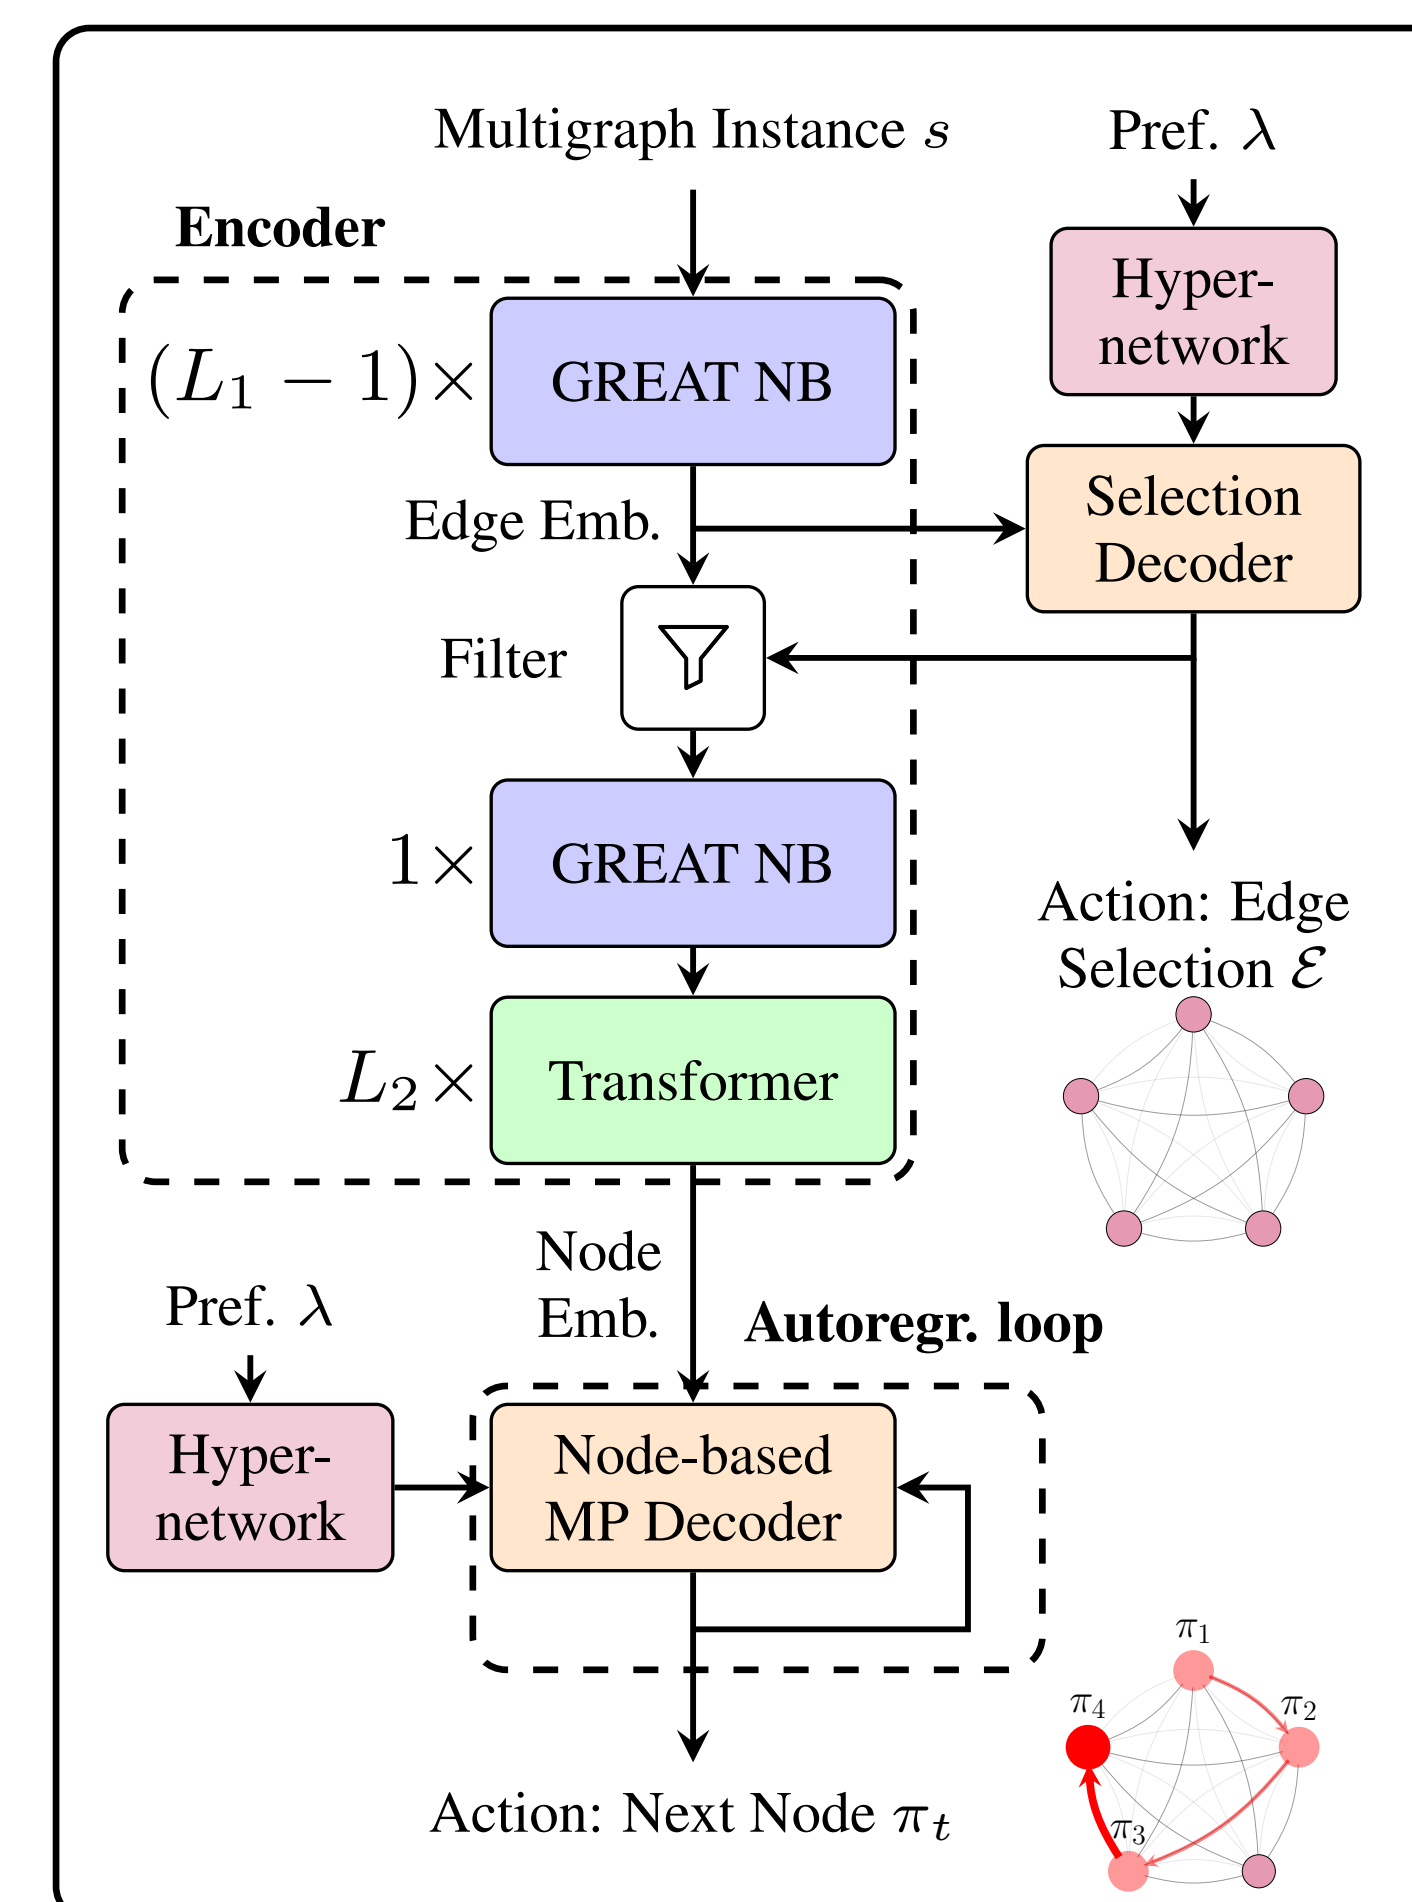 Multigraph Instance s
Pref. λ
Encoder
Hyper-
network
(L₁ − 1)×
GREAT NB
Selection
Decoder
Edge Emb.
Filter
1×
GREAT NB
Action: Edge
Selection ℰ
L₂×
Transformer
Node
Emb.
Pref. λ
Autoregr. loop
Hyper-
network
Node-based
MP Decoder
π₁
π₂
π₄
π₃
Action: Next Node πₜ